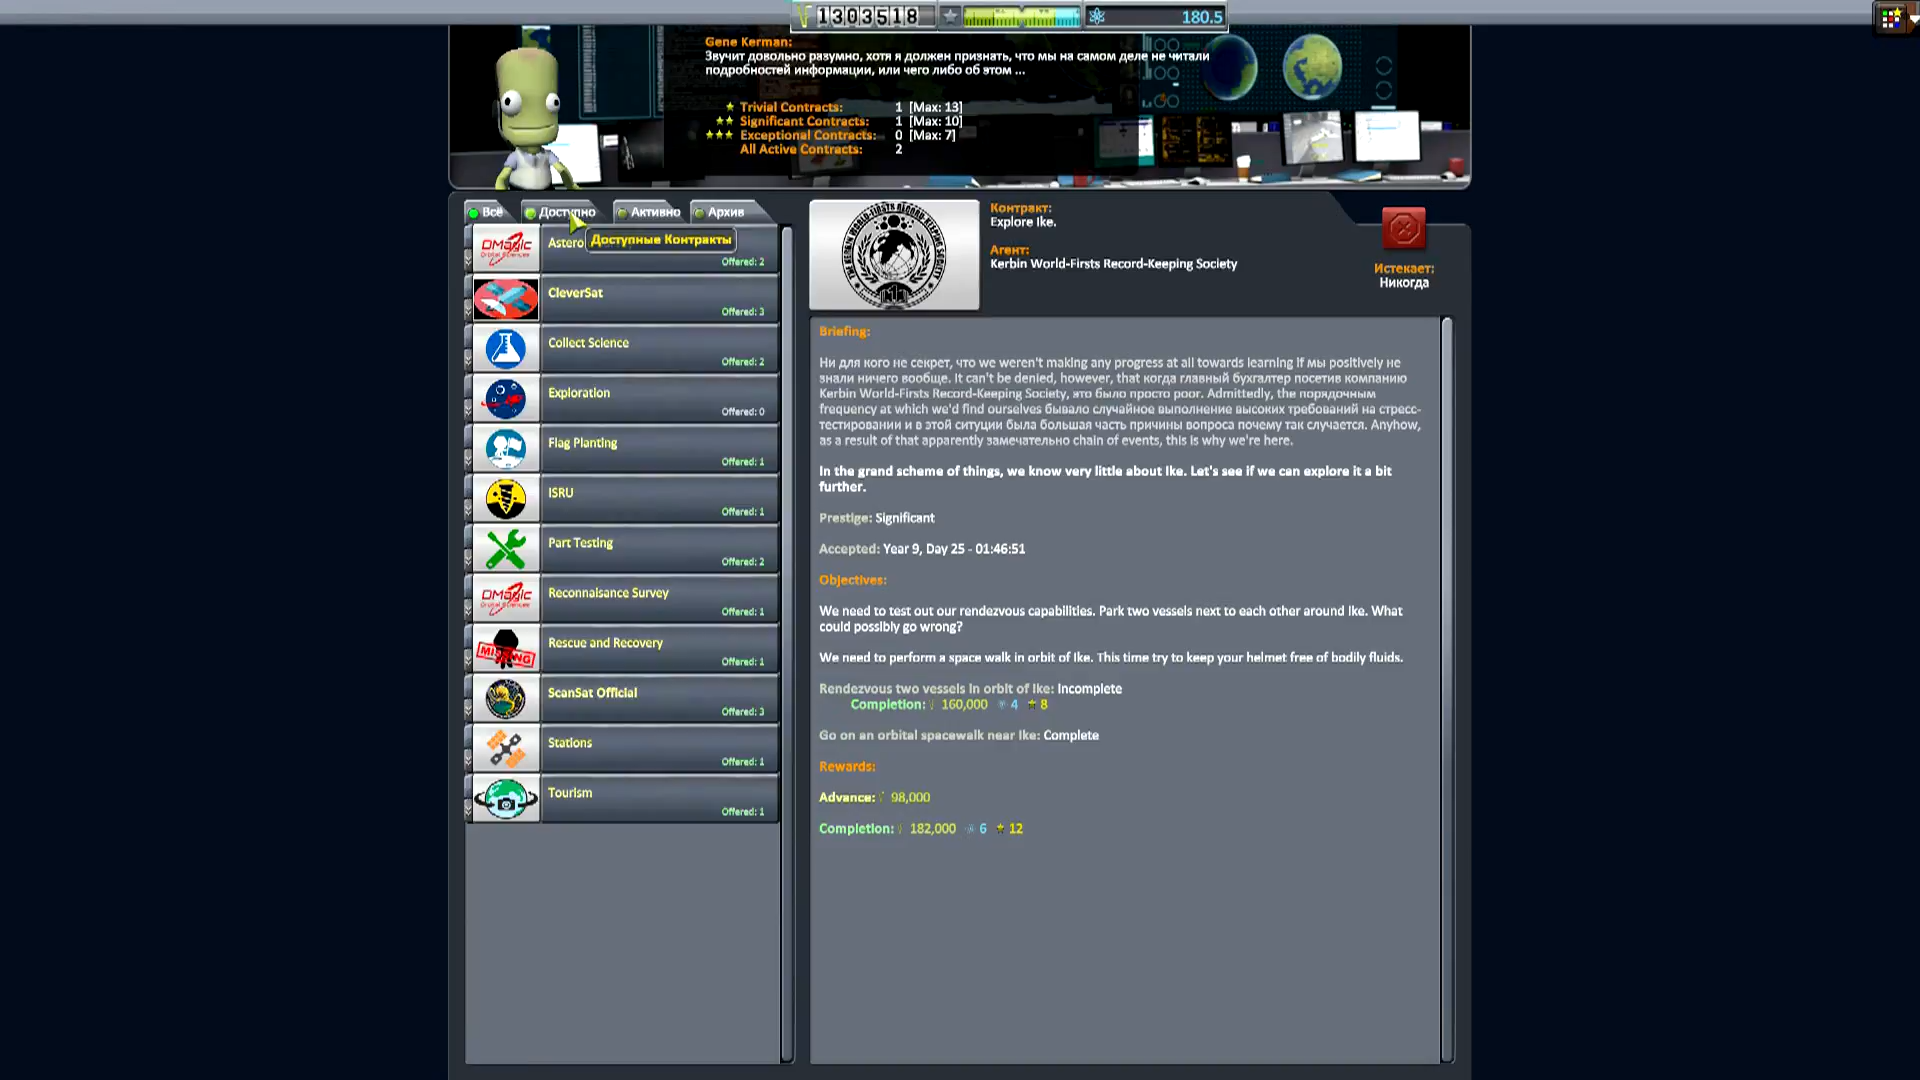 1303518
180.5
Gene Kerman:
Звучит довольно разумно, хотя я должен признать, что мы на самом деле не читали
подробностей информации, или чего либо об этом ...
Trivial Contracts: 1 [Max: 13]
Significant Contracts: 1 [Max: 10]
Exceptional Contracts: 0 [Max: 7]
All Active Contracts: 2
Всё
Доступно
Активно
Архив
Доступные Контракты
DMagic
Orbital Sciences
Astero
Offered: 2
CleverSat
Offered: 3
Collect Science
Offered: 2
Exploration
Offered: 0
Flag Planting
Offered: 1
ISRU
Offered: 1
Part Testing
Offered: 2
DMagic
Orbital Sciences
Reconnaisance Survey
Offered: 1
MISSING
Rescue and Recovery
Offered: 1
ScanSat Official
Offered: 3
Stations
Offered: 1
Tourism
Offered: 1
THE KERBIN WORLD-FIRSTS RECORD-KEEPING SOCIETY
Контракт:
Explore Ike.
Агент:
Kerbin World-Firsts Record-Keeping Society
Истекает:
Никогда
Briefing:
Ни для кого не секрет, что we weren't making any progress at all towards learning if мы positively не
знали ничего вообще. It can't be denied, however, that когда главный бухгалтер посетив компанию
Kerbin World-Firsts Record-Keeping Society, это было просто poor. Admittedly, the порядочным
frequency at which we'd find ourselves бывало случайное выполнение высоких требований на стресс-
тестировании и в этой ситуции была большая часть причины вопроса почему так случается. Anyhow,
as a result of that apparently замечательно chain of events, this is why we're here.
In the grand scheme of things, we know very little about Ike. Let's see if we can explore it a bit
further.
Prestige: Significant
Accepted: Year 9, Day 25 - 01:46:51
Objectives:
We need to test out our rendezvous capabilities. Park two vessels next to each other around Ike. What
could possibly go wrong?
We need to perform a space walk in orbit of Ike. This time try to keep your helmet free of bodily fluids.
Rendezvous two vessels in orbit of Ike: Incomplete
Completion: 160,000 4 8
Go on an orbital spacewalk near Ike: Complete
Rewards:
Advance: 98,000
Completion: 182,000 6 12